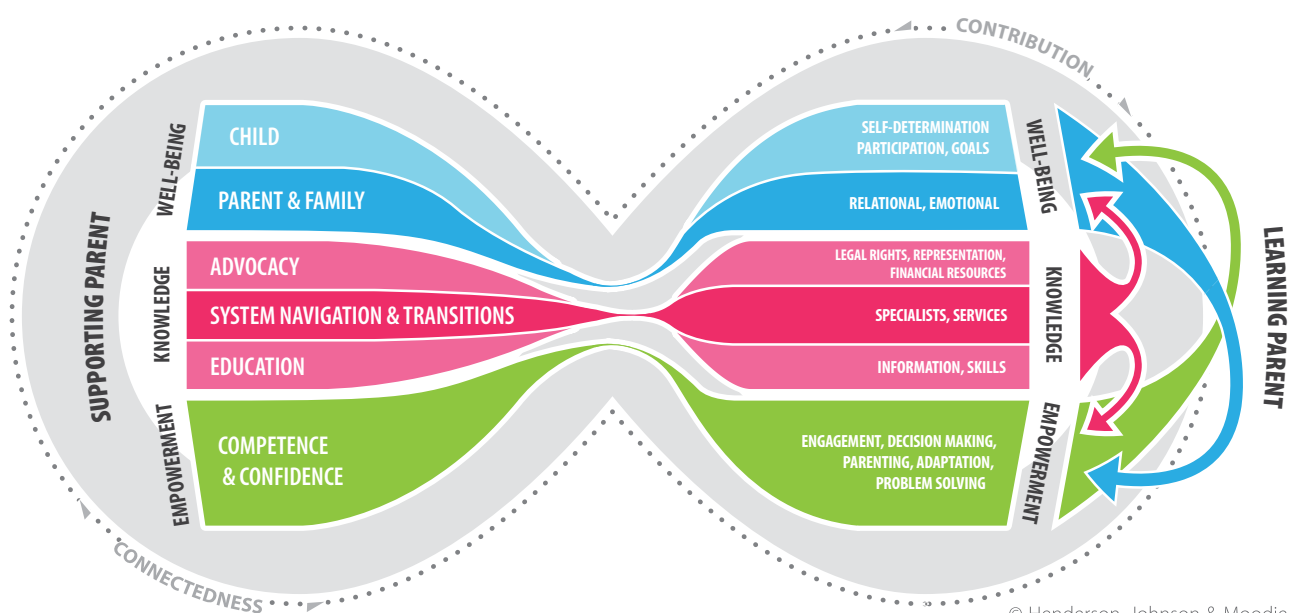 CONTRIBUTION
SUPPORTING PARENT
WELL-BEING
CHILD
PARENT & FAMILY
KNOWLEDGE
ADVOCACY
SYSTEM NAVIGATION & TRANSITIONS
EDUCATION
EMPOWERMENT
COMPETENCE
& CONFIDENCE
CONNECTEDNESS
SELF-DETERMINATION
PARTICIPATION, GOALS
RELATIONAL, EMOTIONAL
WELL-BEING
LEGAL RIGHTS, REPRESENTATION,
FINANCIAL RESOURCES
SPECIALISTS, SERVICES
INFORMATION, SKILLS
KNOWLEDGE
ENGAGEMENT, DECISION MAKING,
PARENTING, ADAPTATION,
PROBLEM SOLVING
EMPOWERMENT
LEARNING PARENT
© Henderson, Johnson & Moodie